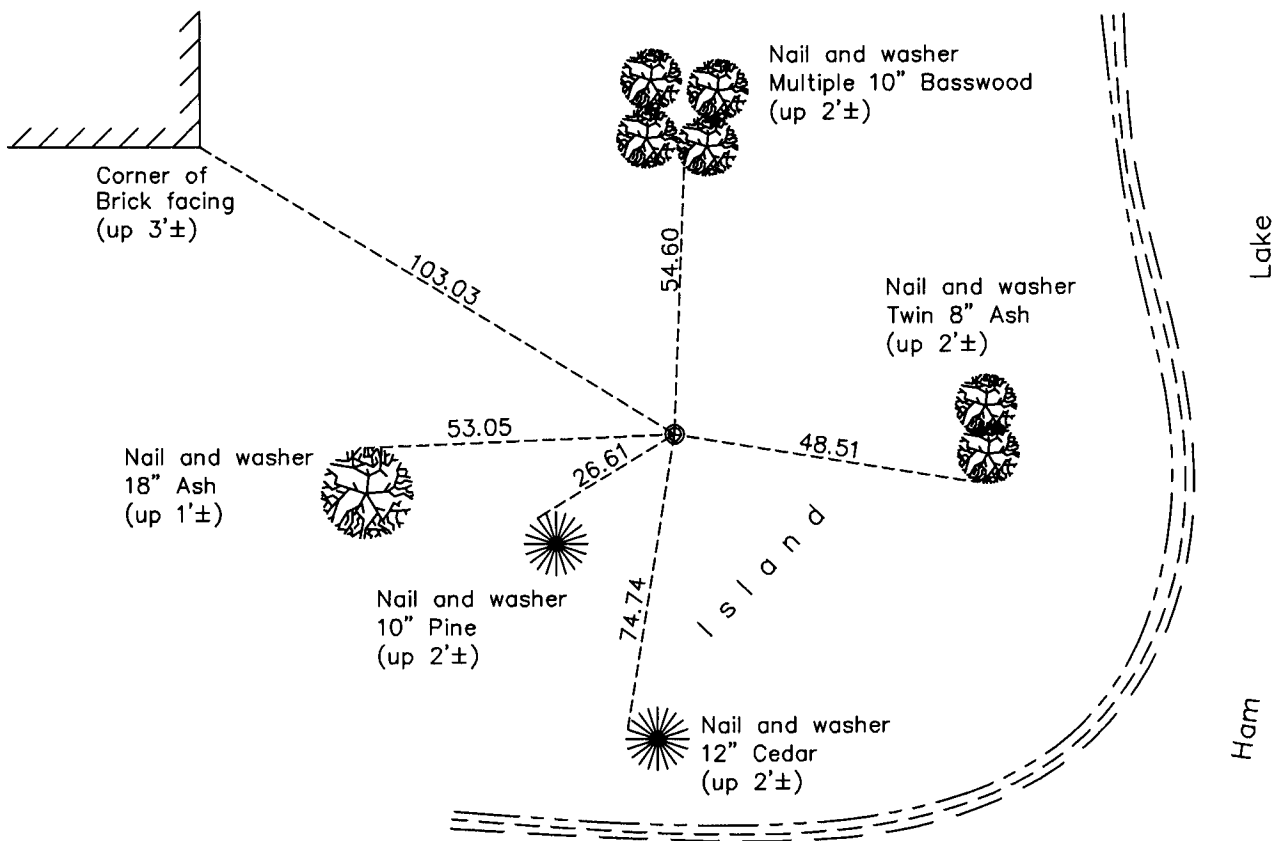 Nail and washer
Multiple 10" Basswood
(up 2'±)
Corner of
Brick facing
(up 3'±)
103.03
54.60
Lake
Nail and washer
Twin 8" Ash
(up 2'±)
53.05
48.51
26.61
Nail and washer
18" Ash
(up 1'±)
Island
74.74
Nail and washer
10" Pine
(up 2'±)
Nail and washer
12" Cedar
(up 2'±)
Ham